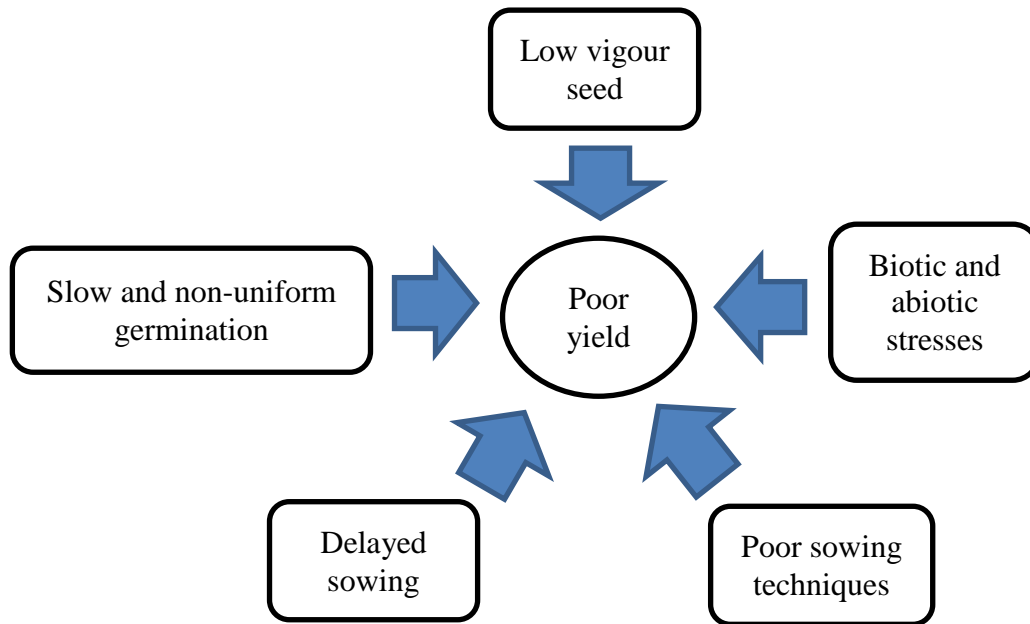 Low vigour
seed
Slow and non-uniform
germination
Poor
yield
Biotic and
abiotic
stresses
Delayed
sowing
Poor sowing
techniques